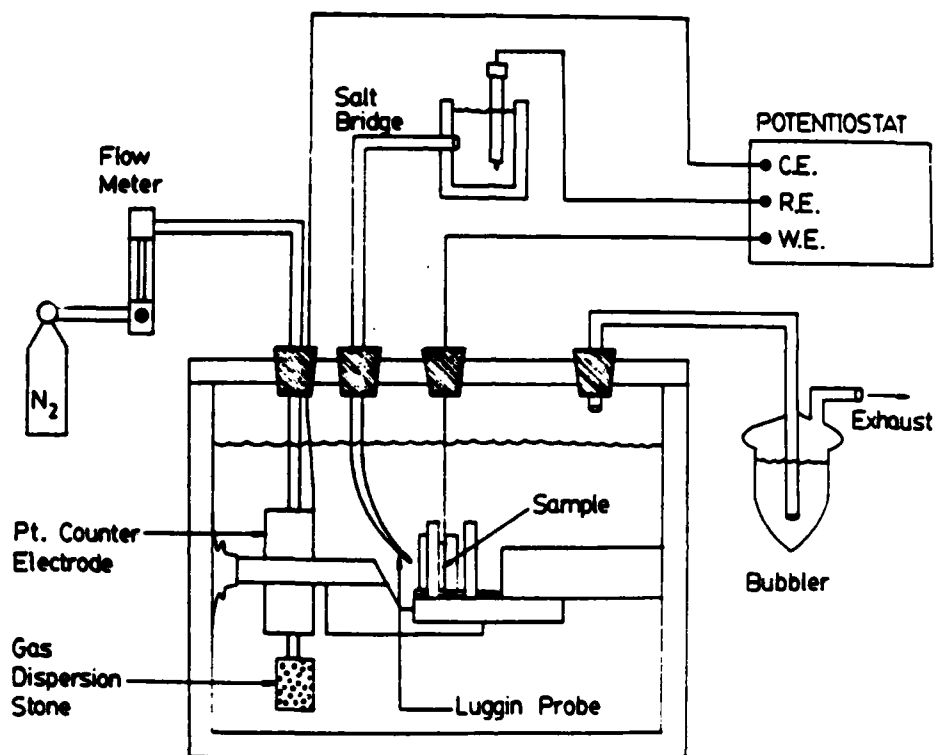 Salt
Bridge
POTENTIOSTAT
C.E.
R.E.
W.E.
Flow
Meter
N2
Exhaust
Sample
Pt. Counter
Electrode
Bubbler
Gas
Dispersion
Stone
Luggin Probe